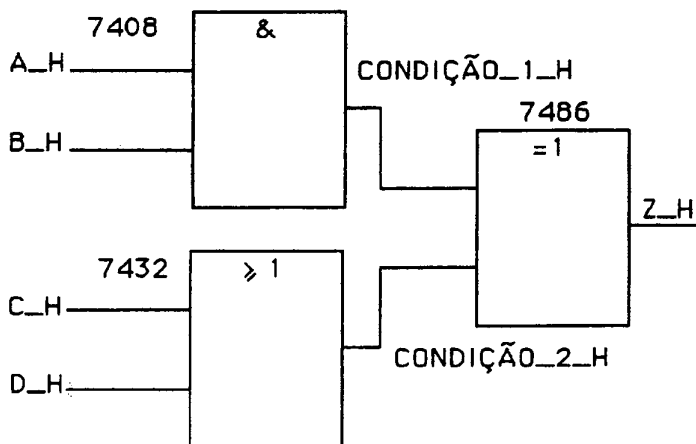 7408
&
A_H
B_H
CONDIÇÃO_1_H
7486
=1
Z_H
7432
⩾ 1
C_H
D_H
CONDIÇÃO_2_H